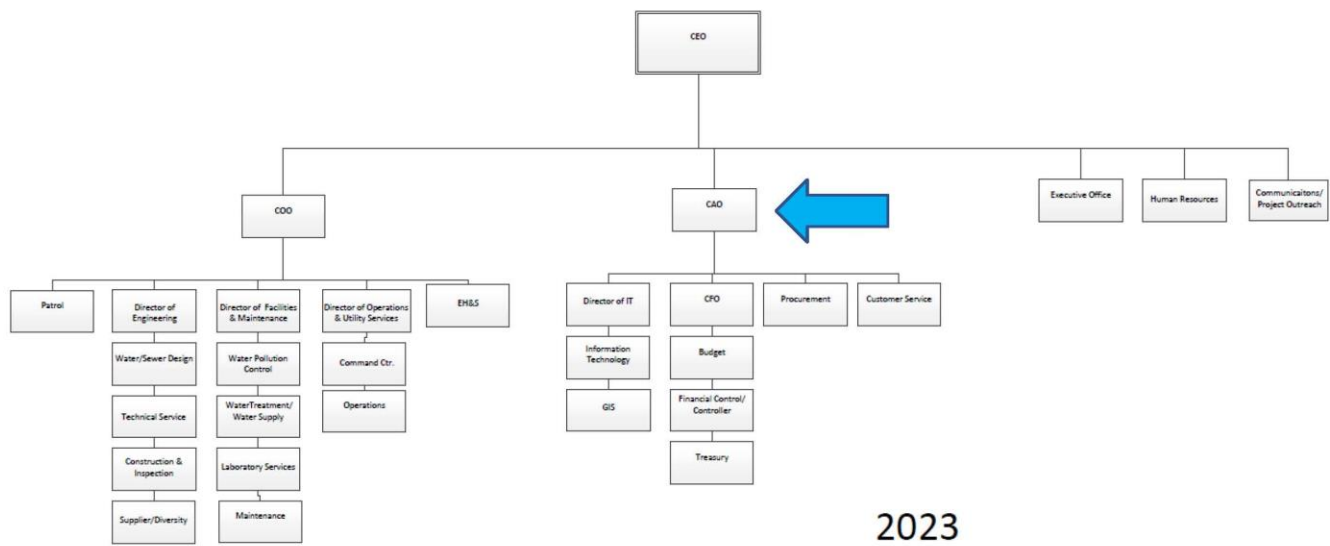 CEO
COO
CAO
Executive Office
Human Resources
Communicaitons/
Project Outreach
Patrol
Director of
Engineering
Director of Facilities
& Maintenance
Director of Operations
& Utility Services
EH&S
Director of IT
CFO
Procurement
Customer Service
Water/Sewer Design
Water Pollution
Control
Command Ctr.
Information
Technology
Budget
Technical Service
WaterTreatment/
Water Supply
Operations
GIS
Financial Control/
Controller
Construction &
Inspection
Laboratory Services
Treasury
Supplier/Diversity
Maintenance
2023